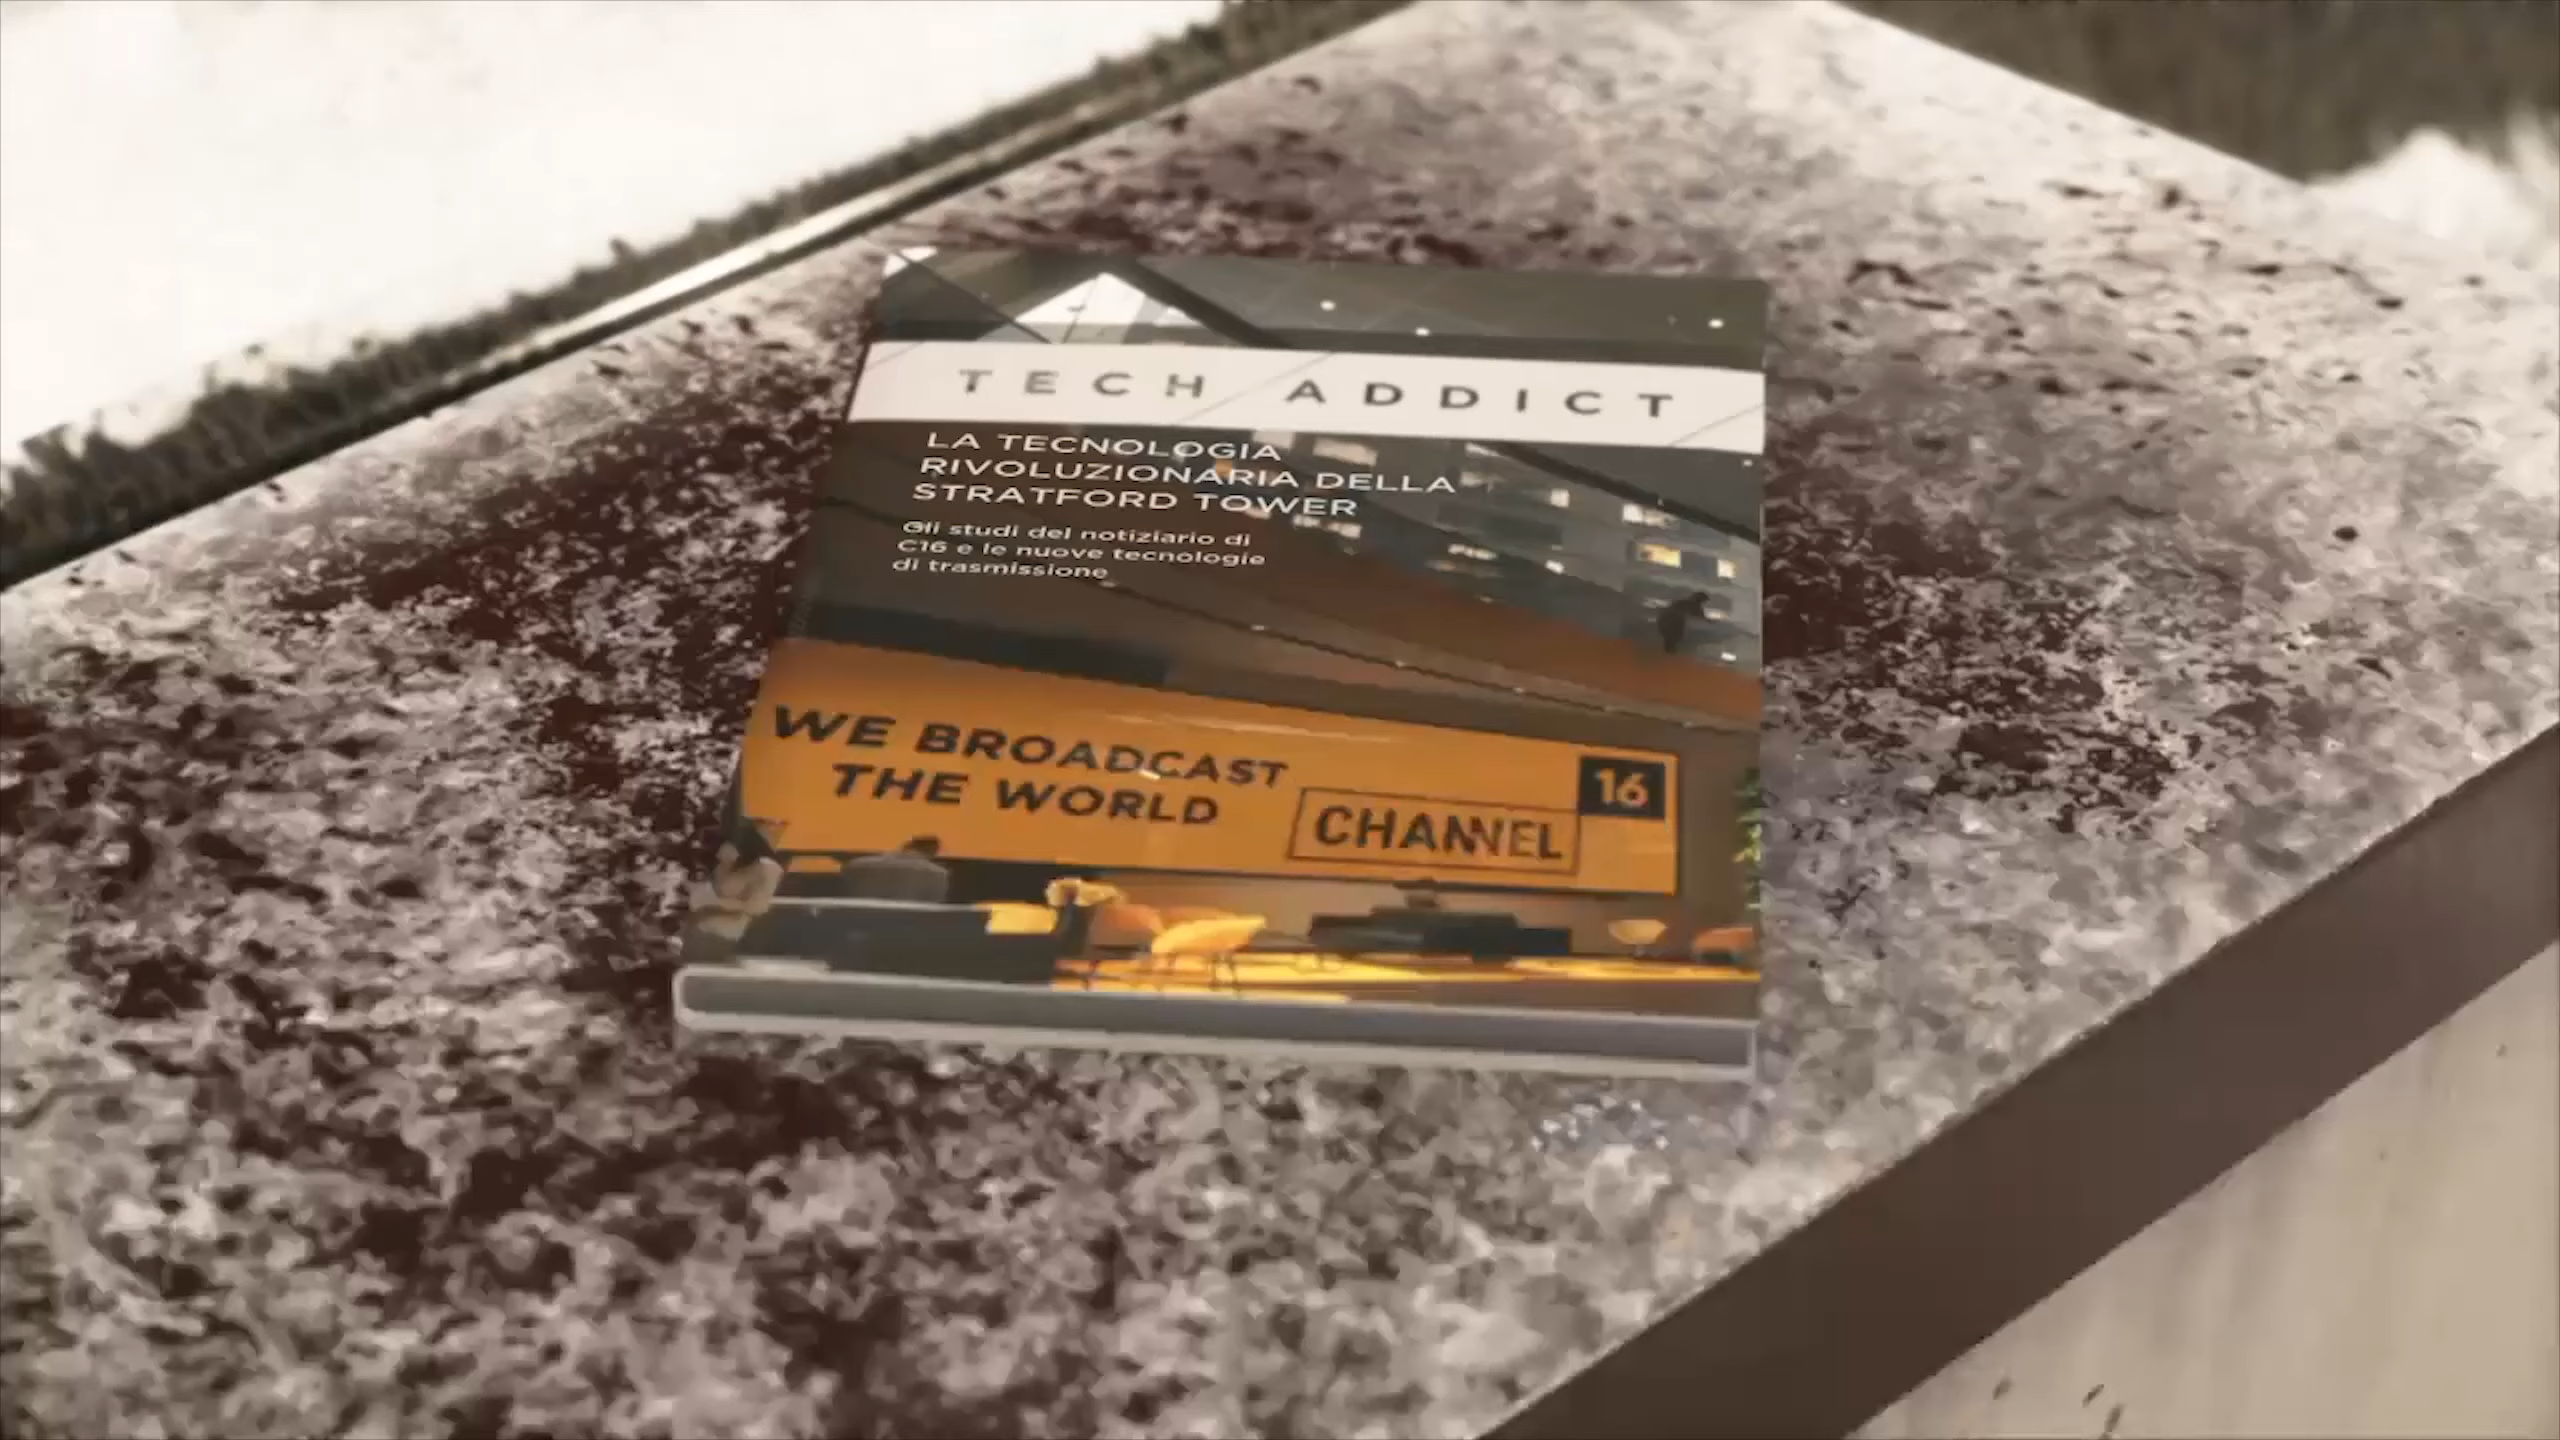 TECH ADDICT
LA TECNOLOGIA
RIVOLUZIONARIA DELLA
STRATFORD TOWER
Gli studi del notiziario di
C16 e le nuove tecnologie
di trasmissione
WE BROADCAST
THE WORLD
16
CHANNEL